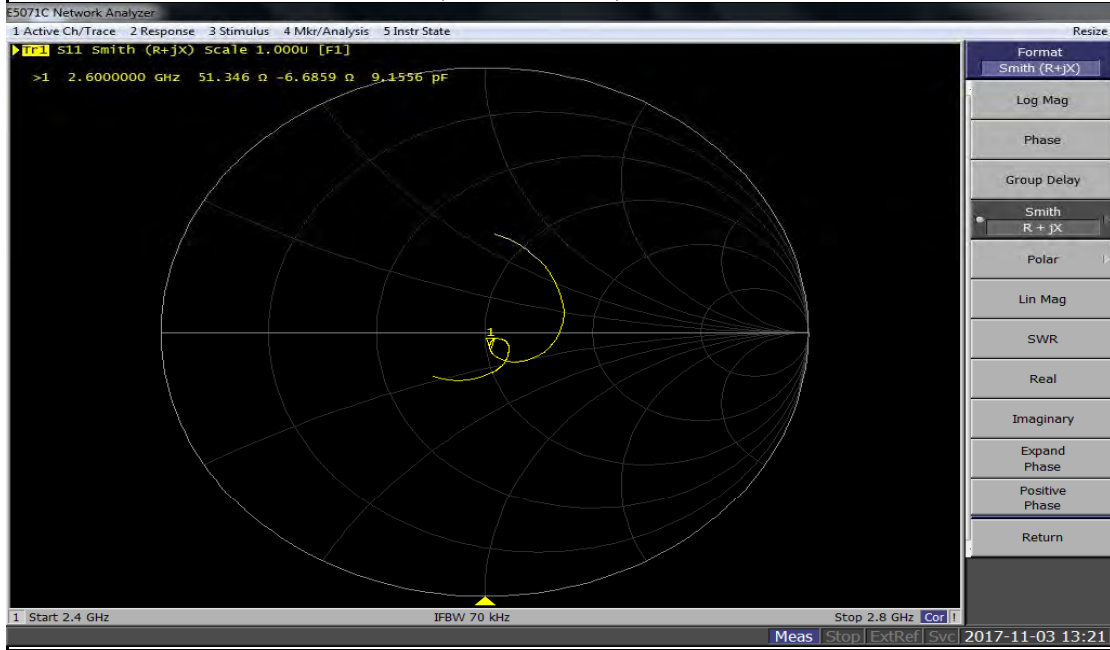 E5071C Network Analyzer
1 Active Ch/Trace 2 Response 3 Stimulus 4 Mkr/Analysis 5 Instr State Resize
Tr1 S11 Smith (R+jX) Scale 1.000U [F1]
>1 2.6000000 GHz 51.346 Ω -6.6859 Ω 9.1556 pF
1
Format
Smith (R+jX)
Log Mag
Phase
Group Delay
Smith
R + jX
Polar
Lin Mag
SWR
Real
Imaginary
Expand
Phase
Positive
Phase
Return
1 Start 2.4 GHz IFBW 70 kHz Stop 2.8 GHz Cor !
Meas Stop ExtRef Svc 2017-11-03 13:21